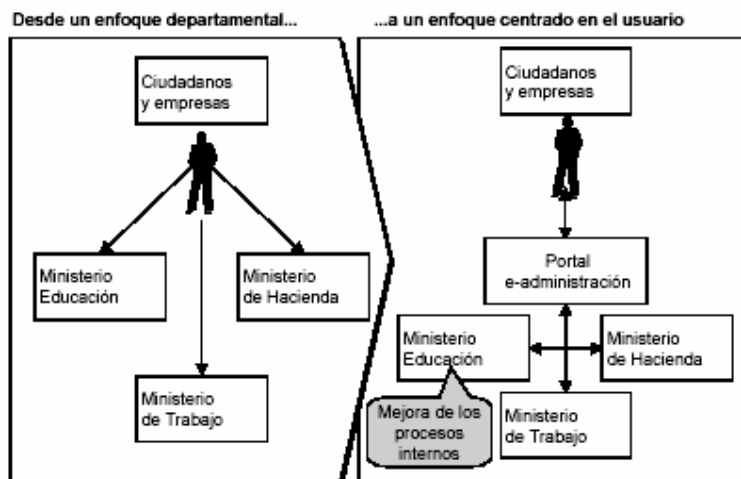 Desde un enfoque departamental...
Ciudadanos
y empresas
Ministerio
Educación
Ministerio
de Hacienda
Ministerio
de Trabajo
...a un enfoque centrado en el usuario
Ciudadanos
y empresas
Portal
e-administración
Ministerio
Educación
Ministerio
de Hacienda
Mejora de los
procesos
internos
Ministerio
de Trabajo